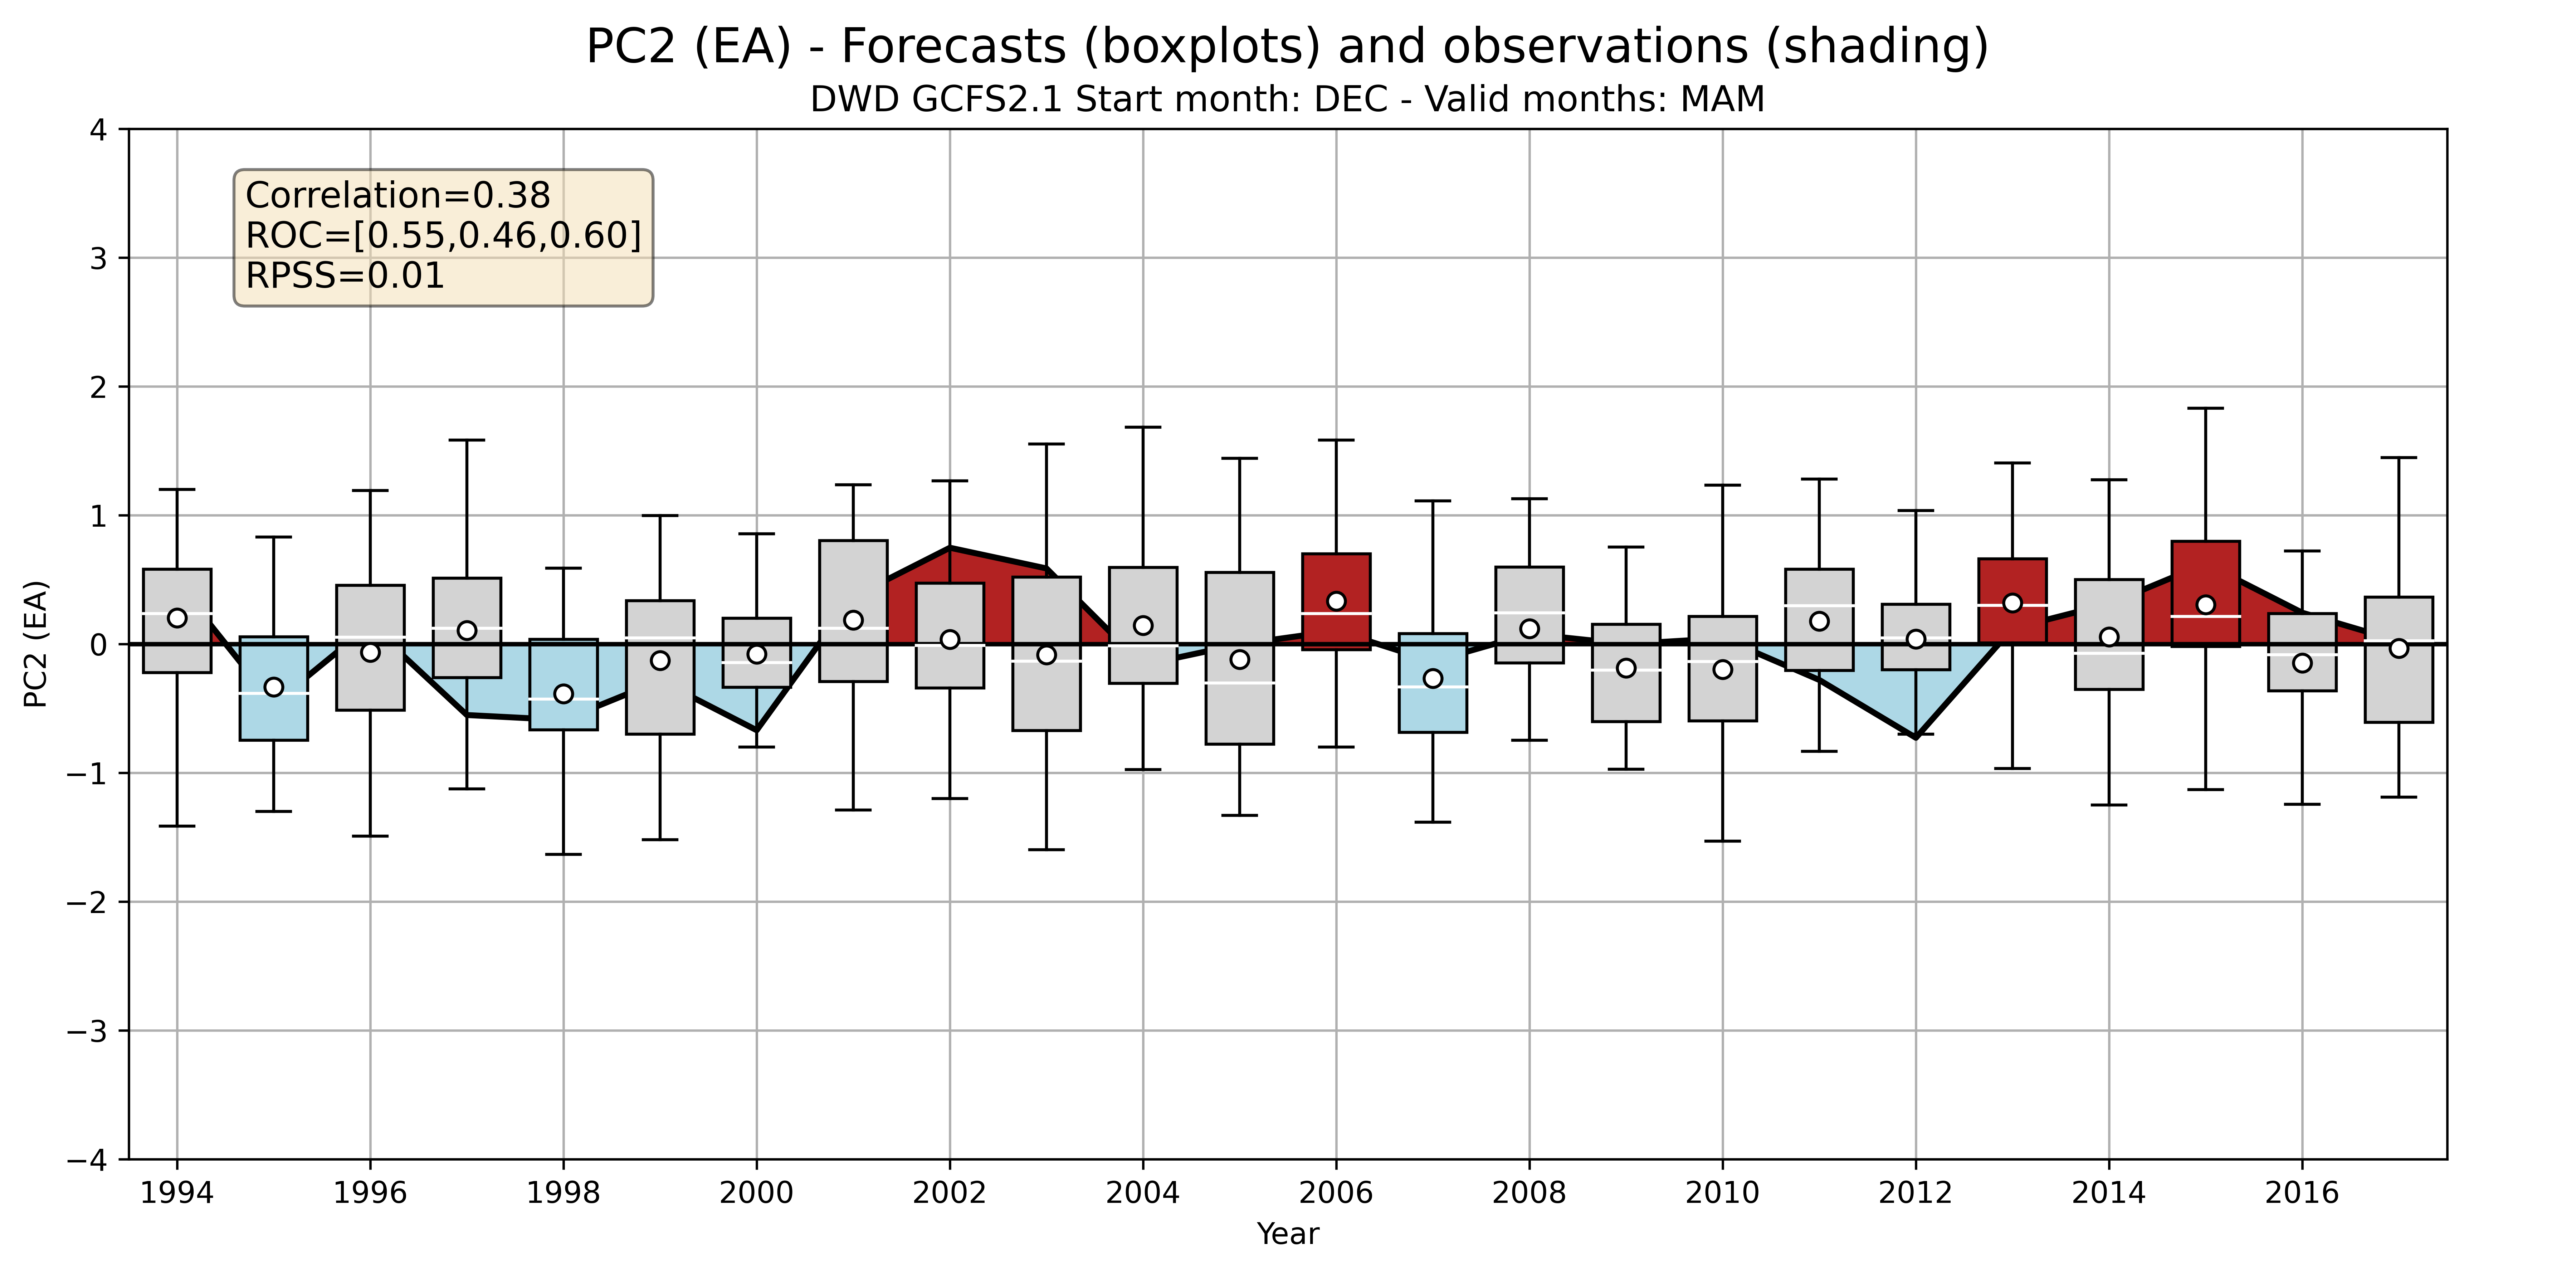 PC2 (EA) - Forecasts (boxplots) and observations (shading)
DWD GCFS2.1 Start month: DEC - Valid months: MAM
Correlation=0.38
ROC=[0.55,0.46,0.60]
RPSS=0.01
PC2 (EA)
4
3
2
1
0
−1
−2
−3
−4
1994 1996 1998 2000 2002 2004 2006 2008 2010 2012 2014 2016
Year